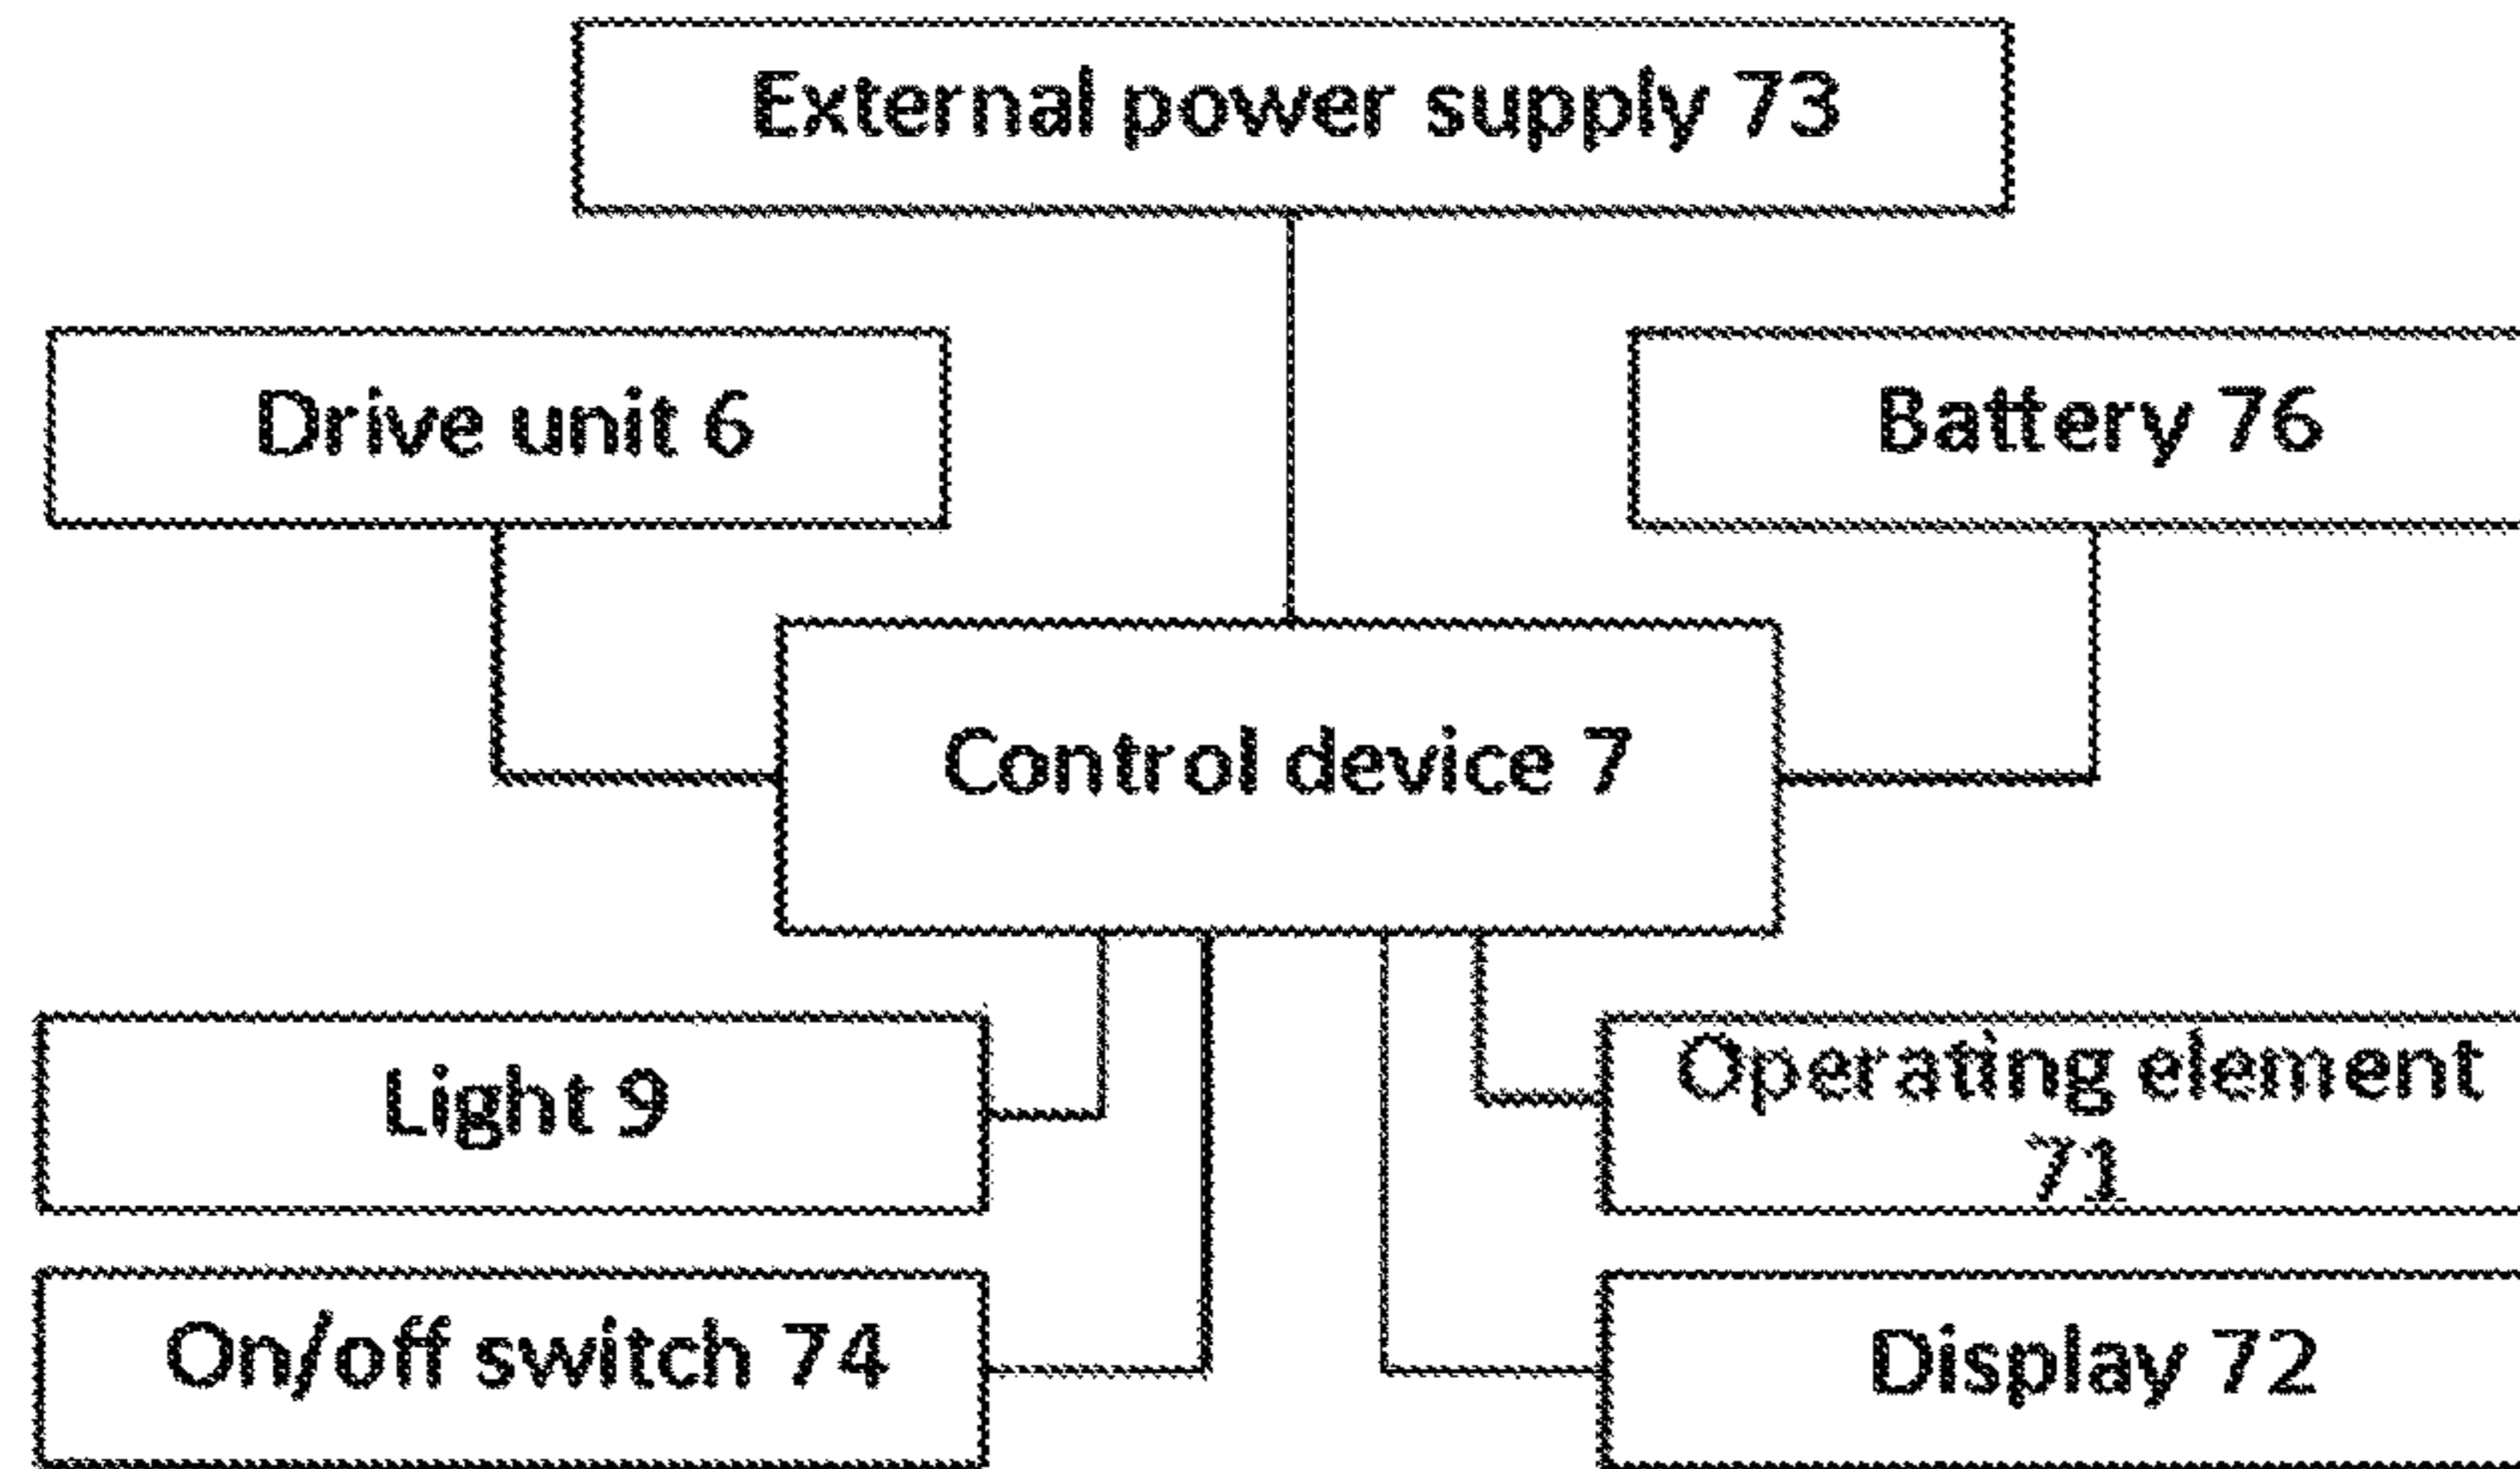 External power supply 73
Drive unit 6
Battery 76
Control device 7
Light 9
Operating element
71
On/off switch 74
Display 72